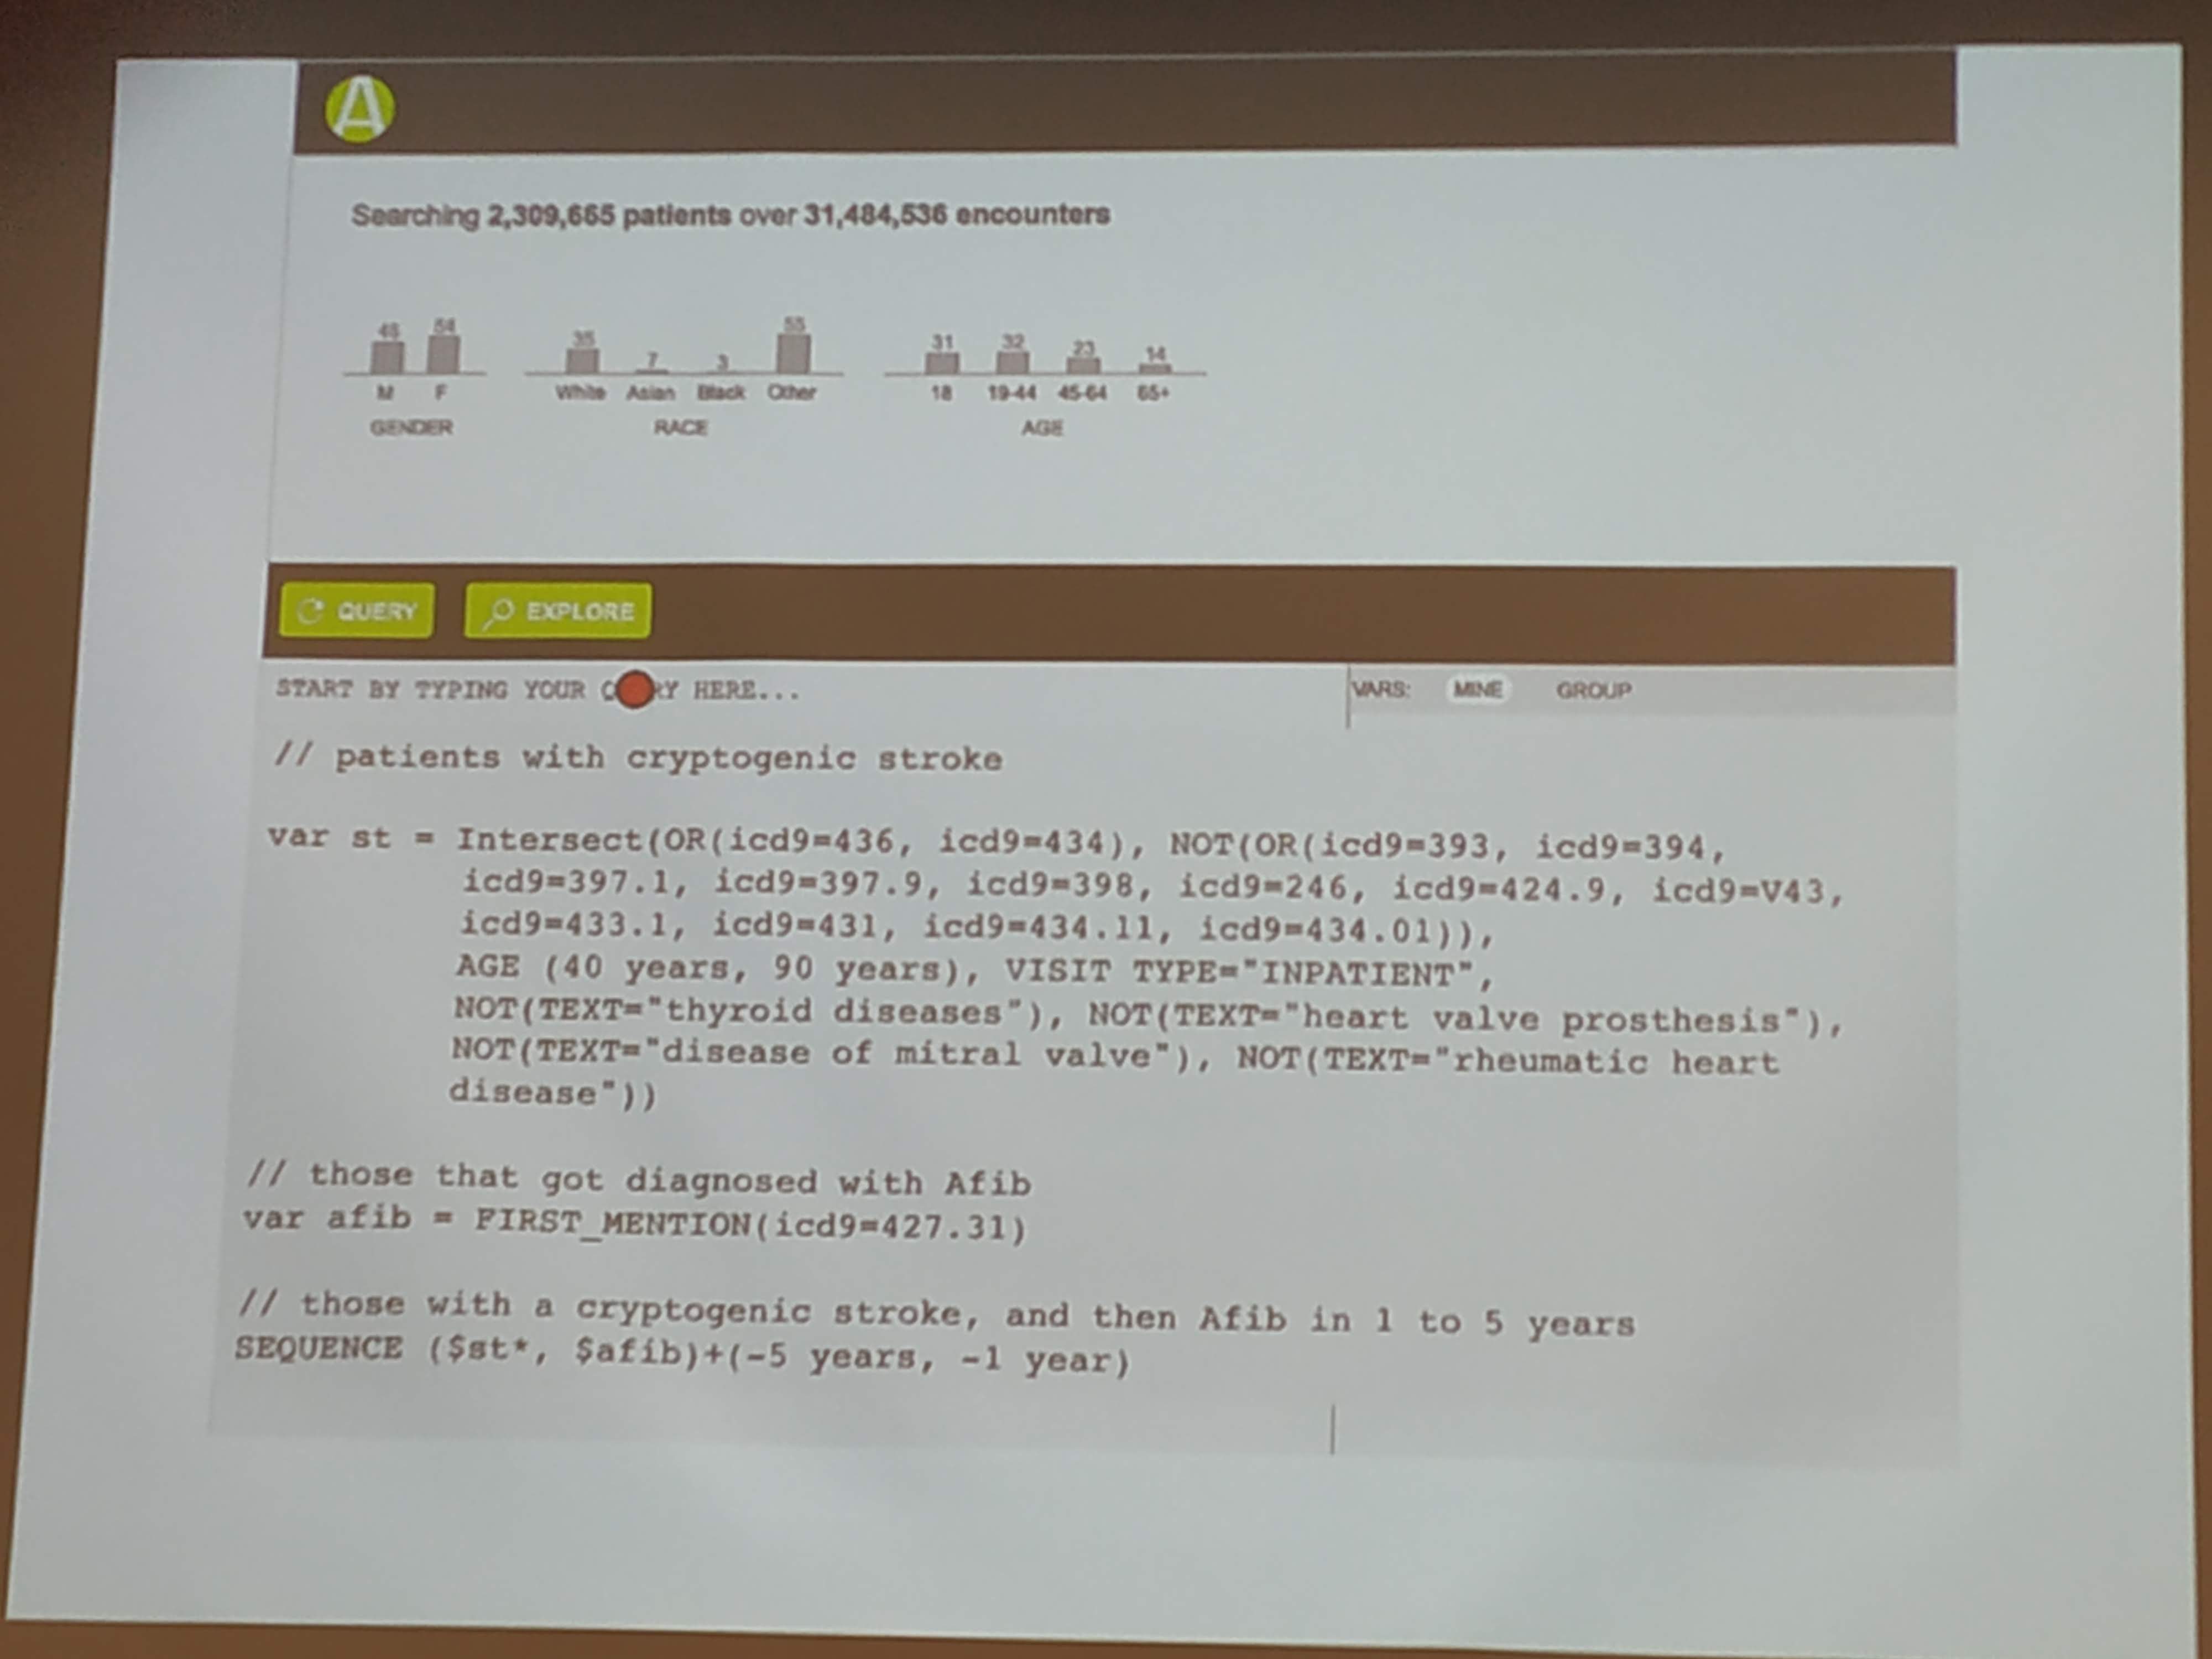 A
Searching 2,309,665 patients over 31,484,536 encounters
46 54
35 7 3 55
31 32 23 14
M F
White Asian Black Other
18 19-44 45-64 65+
GENDER RACE AGE
QUERY EXPLORE
START BY TYPING YOUR HERE...
VARS: MINE GROUP
// patients with cryptogenic stroke
var st = Intersect(OR(icd9=436, icd9=434), NOT(OR(icd9=393, icd9=394,
icd9=397.1, icd9=397.9, icd9=398, icd9=246, icd9=424.9, icd9=V43,
icd9=433.1, icd9=431, icd9=434.11, icd9=434.01)),
AGE (40 years, 90 years), VISIT TYPE="INPATIENT",
NOT(TEXT="thyroid diseases"), NOT(TEXT="heart valve prosthesis"),
NOT(TEXT="disease of mitral valve"), NOT(TEXT="rheumatic heart
disease"))
// those that got diagnosed with Afib
var afib = FIRST_MENTION(icd9=427.31)
// those with a cryptogenic stroke, and then Afib in 1 to 5 years
SEQUENCE ($st*, $afib)+(-5 years, -1 year)